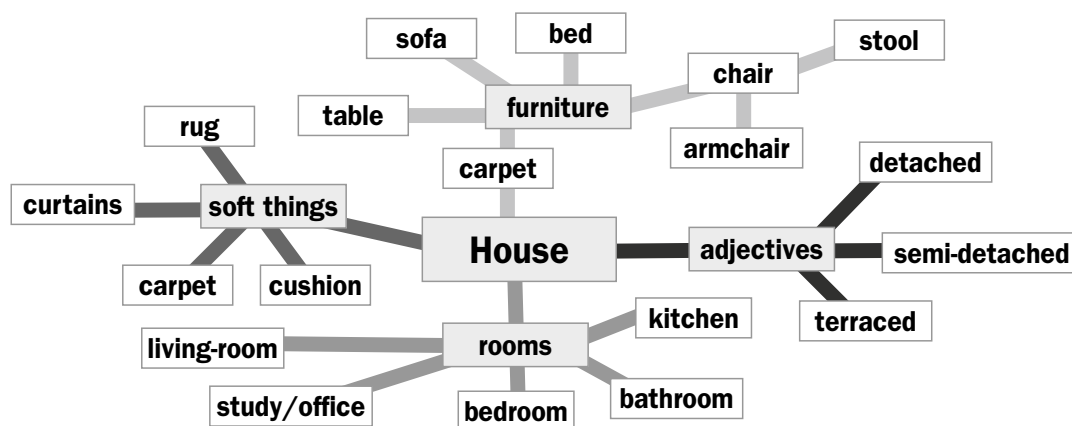 sofa
bed
stool
chair
table
furniture
rug
armchair
carpet
detached
curtains
soft things
House
adjectives
semi-detached
carpet
cushion
kitchen
terraced
living-room
rooms
study/office
bedroom
bathroom